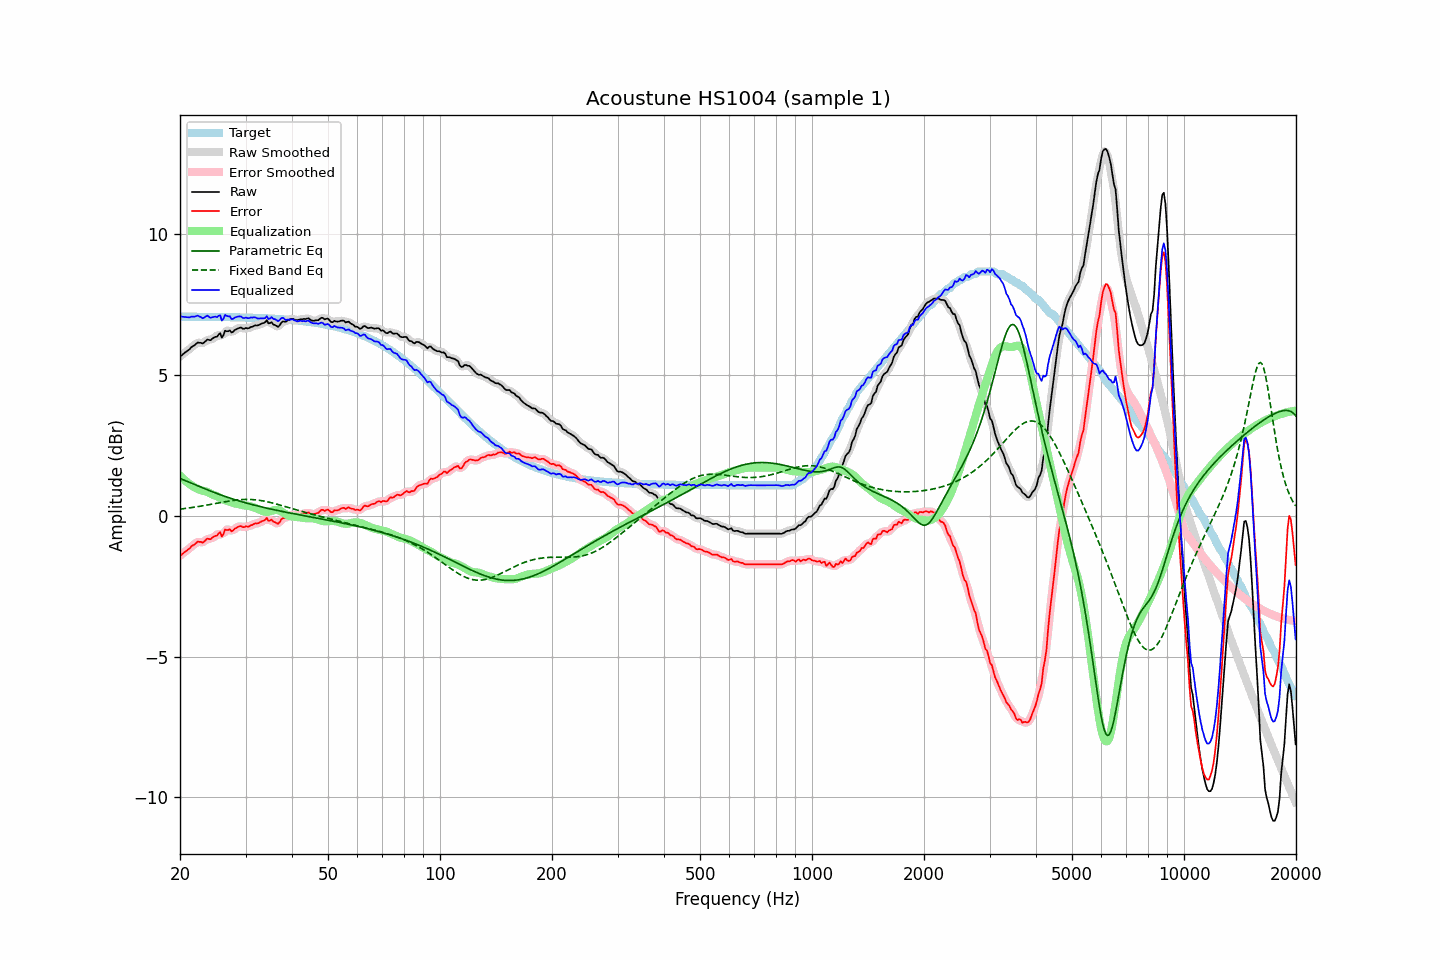 Acoustune HS1004 (sample 1)
Target
Raw Smoothed
Error Smoothed
Raw
Error
Equalization
Parametric Eq
Fixed Band Eq
Equalized
Amplitude (dBr)
10
5
0
−5
−10
20 50 100 200 500 1000 2000 5000 10000 20000
Frequency (Hz)